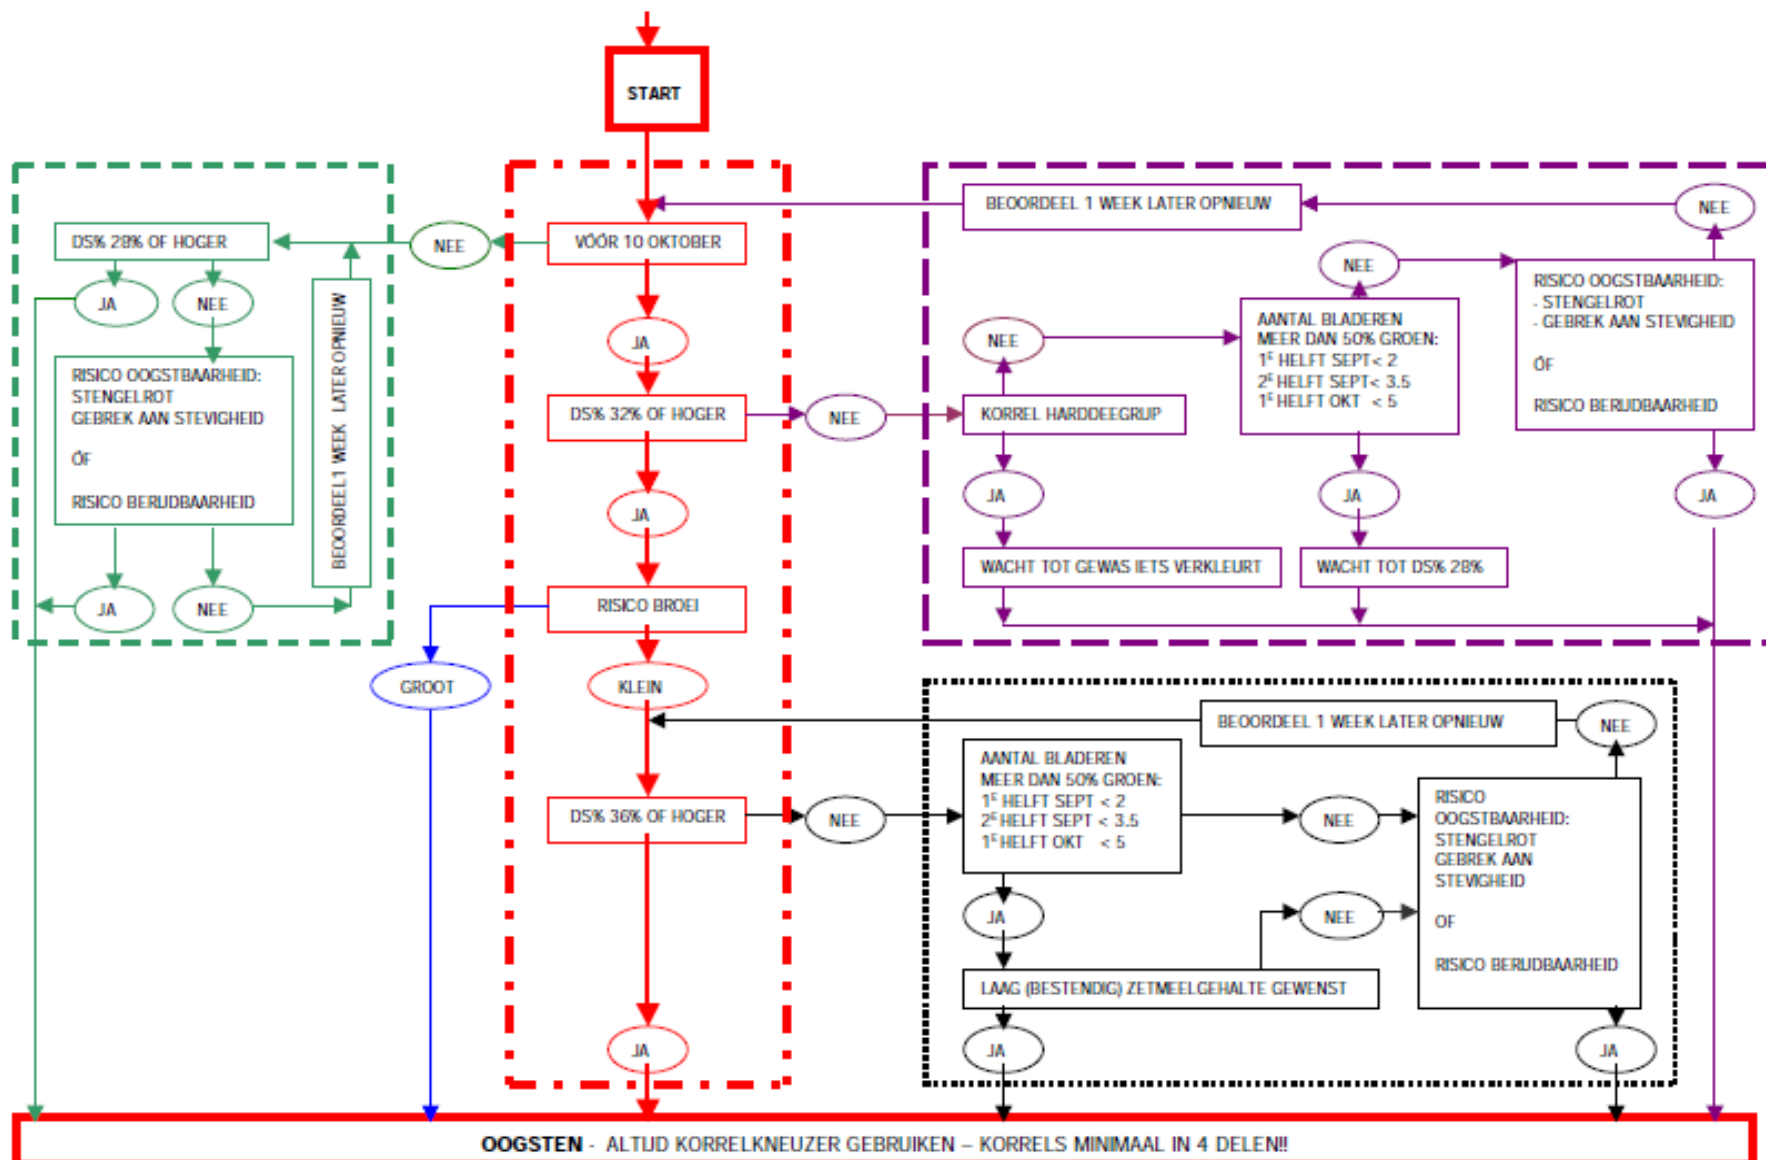 START
DS% 28% OF HOGER
JA
NEE
RISICO OOGSTBAARHEID:
STENGELROT
GEBREK AAN STEVIGHEID
ÓF
RISICO BERIJDBAARHEID
JA
NEE
BEOORDEEL 1 WEEK LATER OPNIEUW
NEE
VÓÓR 10 OKTOBER
JA
DS% 32% OF HOGER
JA
RISICO BROEI
GROOT
KLEIN
DS% 36% OF HOGER
JA
NEE
BEOORDEEL 1 WEEK LATER OPNIEUW
NEE
KORREL HARDDEEGRIJP
NEE
JA
WACHT TOT GEWAS IETS VERKLEURT
AANTAL BLADEREN
MEER DAN 50% GROEN:
1E HELFT SEPT< 2
2E HELFT SEPT< 3.5
1E HELFT OKT < 5
NEE
JA
WACHT TOT DS% 28%
RISICO OOGSTBAARHEID:
- STENGELROT
- GEBREK AAN STEVIGHEID
ÓF
RISICO BERIJDBAARHEID
JA
NEE
BEOORDEEL 1 WEEK LATER OPNIEUW
NEE
AANTAL BLADEREN
MEER DAN 50% GROEN:
1E HELFT SEPT < 2
2E HELFT SEPT < 3.5
1E HELFT OKT < 5
NEE
JA
NEE
LAAG (BESTENDIG) ZETMEELGEHALTE GEWENST
JA
RISICO
OOGSTBAARHEID:
STENGELROT
GEBREK AAN
STEVIGHEID
OF
RISICO BERIJDBAARHEID
JA
OOGSTEN - ALTIJD KORRELKNEUZER GEBRUIKEN – KORRELS MINIMAAL IN 4 DELEN!!